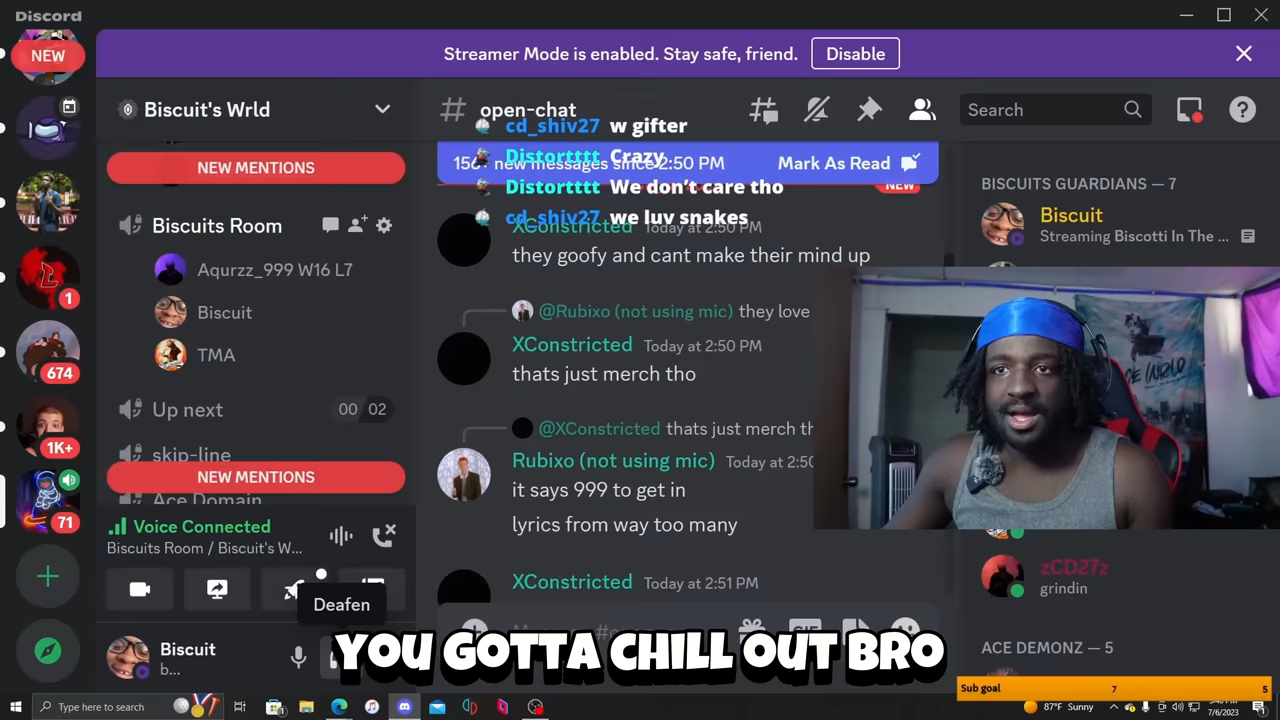 Discord
NEW
Streamer Mode is enabled. Stay safe, friend.
Disable
Biscuit's Wrld
open-chat
Search
cd_shiv27 w gifter
156+ new messages since 2:50 PM
Mark As Read
Distortttt Crazy
Distortttt We don't care tho
NEW
cd_shiv27 we luv snakes
NEW MENTIONS
Biscuits Room
Aqurzz_999 W16 L7
Biscuit
TMA
Up next
00 02
skip-line
NEW MENTIONS
Ace Domain
XConstricted Today at 2:50 PM
they goofy and cant make their mind up
@Rubixo (not using mic) they love
XConstricted Today at 2:50 PM
thats just merch tho
@XConstricted thats just merch th
Rubixo (not using mic) Today at 2:50
it says 999 to get in
lyrics from way too many
XConstricted Today at 2:51 PM
GIF
BISCUITS GUARDIANS — 7
Biscuit
Streaming Biscotti In The ...
zCD27z
grindin
ACE DEMONZ — 5
1
674
1K+
71
Voice Connected
Biscuits Room / Biscuit's W...
Deafen
Biscuit
b...
YOU GOTTA CHILL OUT BRO
Sub goal
7
5
Type here to search
87°F Sunny
7/6/2023